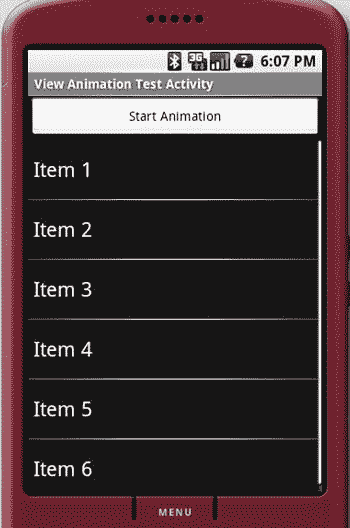 3G 6:07 PM
View Animation Test Activity
Start Animation
Item 1
Item 2
Item 3
Item 4
Item 5
Item 6
MENU